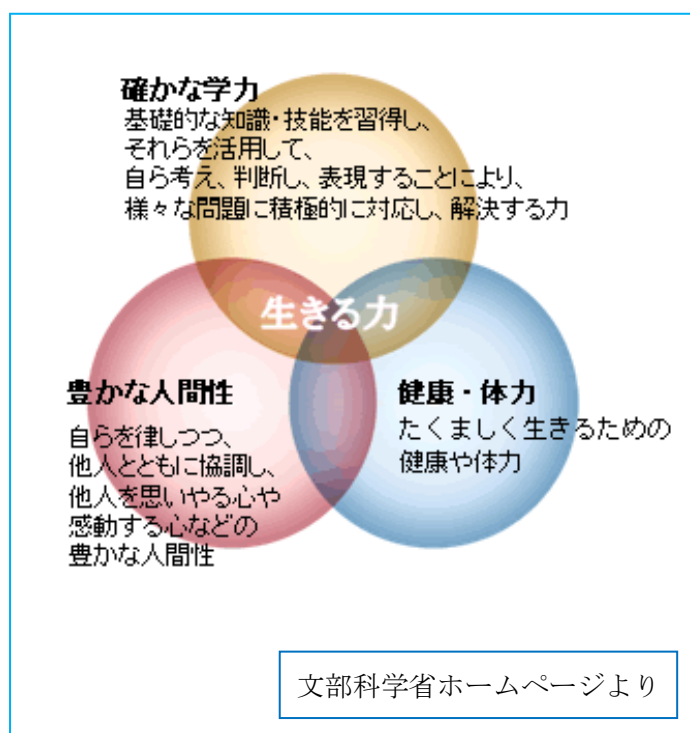 確かな学力
基礎的な知識・技能を習得し、
それらを活用して、
自ら考え、判断し、表現することにより、
様々な問題に積極的に対応し、解決する力
生きる力
豊かな人間性
自らを律しつつ、
他人とともに協調し、
他人を思いやる心や
感動する心などの
豊かな人間性
健康・体力
たくましく生きるための
健康や体力
文部科学省ホームページより